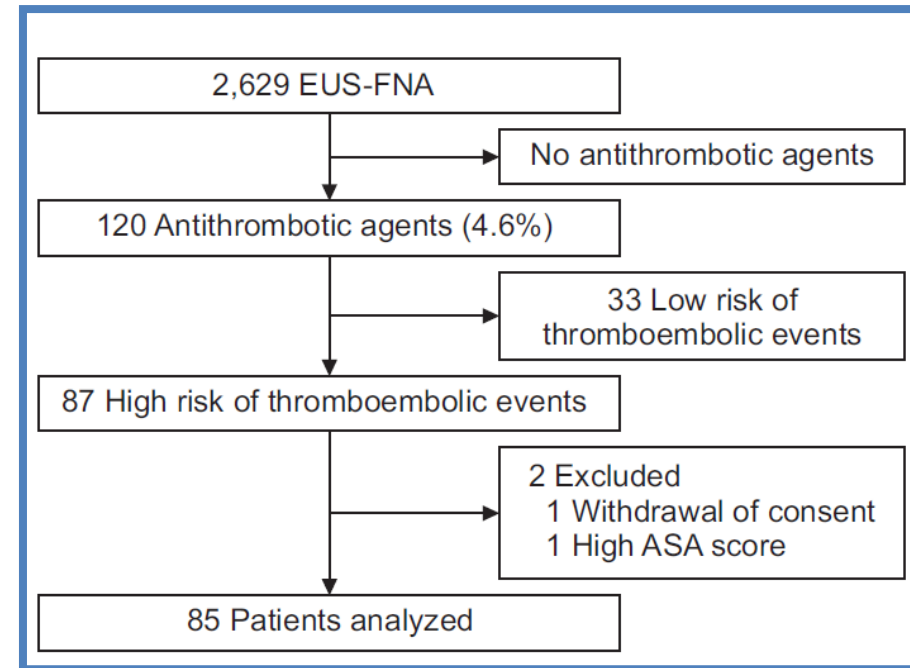 2,629 EUS-FNA
No antithrombotic agents
120 Antithrombotic agents (4.6%)
33 Low risk of
thromboembolic events
87 High risk of thromboembolic events
2 Excluded
1 Withdrawal of consent
1 High ASA score
85 Patients analyzed